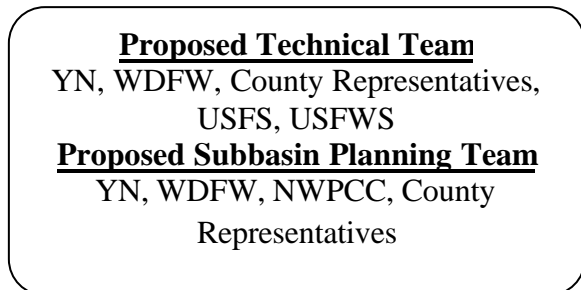 Proposed Technical Team
YN, WDFW, County Representatives,
USFS, USFWS
Proposed Subbasin Planning Team
YN, WDFW, NWPCC, County
Representatives